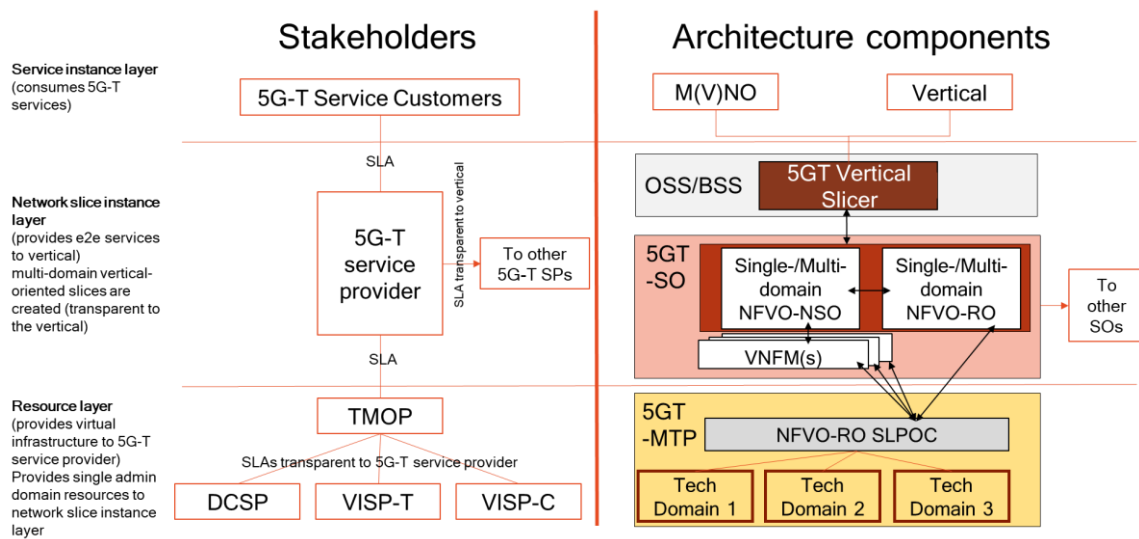 Stakeholders
Architecture components
Service instance layer
(consumes 5G-T
services)
5G-T Service Customers
M(V)NO
Vertical
SLA
Network slice instance
layer
(provides e2e services
to vertical)
multi-domain vertical-
oriented slices are
created (transparent to
the vertical)
5G-T
service
provider
SLA transparent to vertical
To other
5G-T SPs
OSS/BSS
5GT Vertical
Slicer
5GT
-SO
Single-/Multi-
domain
NFVO-NSO
Single-/Multi-
domain
NFVO-RO
To
other
SOs
VNFM(s)
SLA
Resource layer
(provides virtual
infrastructure to 5G-T
service provider)
Provides single admin
domain resources to
network slice instance
layer
TMOP
SLAs transparent to 5G-T service provider
DCSP
VISP-T
VISP-C
5GT
-MTP
NFVO-RO SLPOC
Tech
Domain 1
Tech
Domain 2
Tech
Domain 3